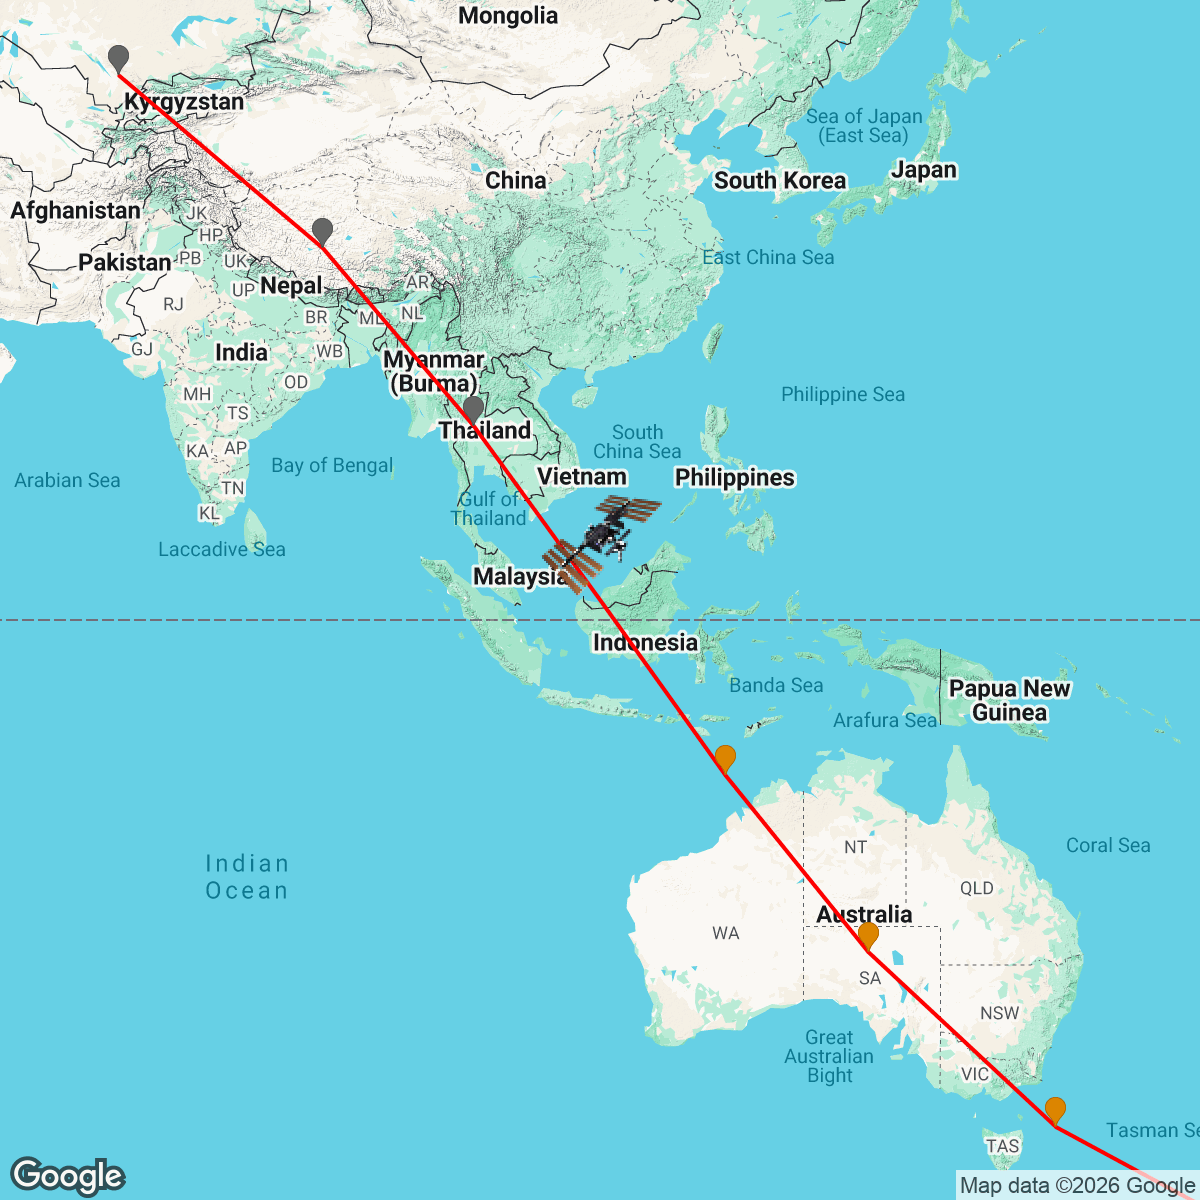 Mongolia
Kyrgyzstan
Sea of Japan
(East Sea)
China
South Korea
Japan
Afghanistan
JK
HP
Pakistan
PB
UK
East China Sea
Nepal
UP
AR
RJ
BR
ML
NL
GJ
India
WB
Myanmar
(Burma)
OD
MH
TS
Philippine Sea
Thailand
South
China Sea
KA
AP
Bay of Bengal
Arabian Sea
TN
Vietnam
Philippines
KL
Gulf of
Thailand
Laccadive Sea
Malaysia
Indonesia
Banda Sea
Papua New
Guinea
Arafura Sea
NT
Coral Sea
Indian
Ocean
QLD
Australia
WA
SA
NSW
Great
Australian
Bight
VIC
Tasman Se
TAS
Google
Map data ©2026 Google